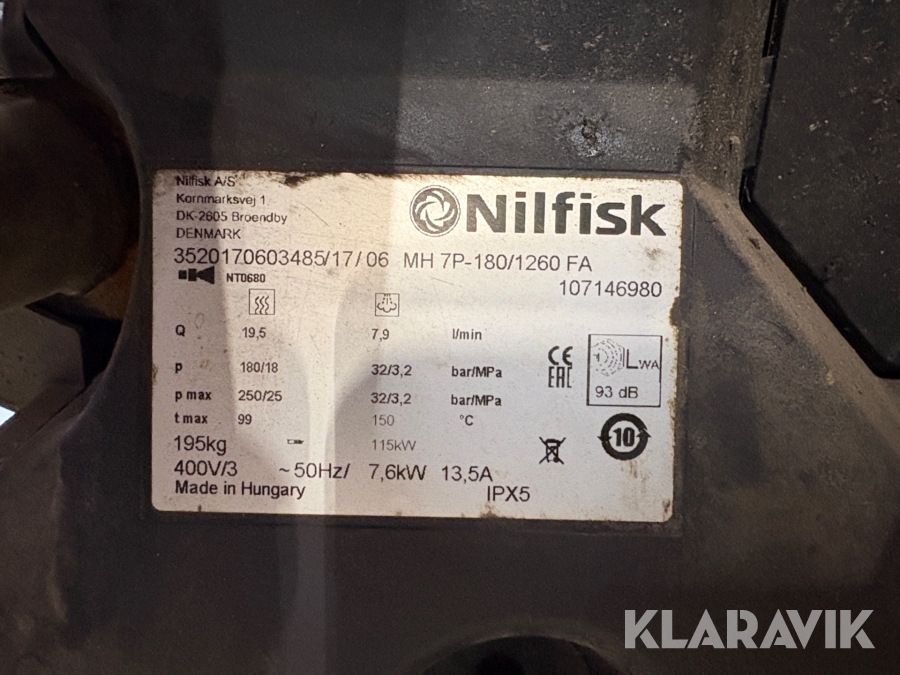 Nilfisk A/S
Kornmarksvej 1
DK-2605 Broendby
DENMARK
Nilfisk
3520170603485/17/06 MH 7P-180/1260 FA
NT0680
107146980
Q 19,5 7,9 l/min
p 180/18 32/3,2 bar/MPa
p max 250/25 32/3,2 bar/MPa
t max 99 150 °C
CE
EAC
LWA
93 dB
10
195kg 115kW
400V/3 ~50Hz/ 7,6kW 13,5A
Made in Hungary IPX5
KLARAVIK